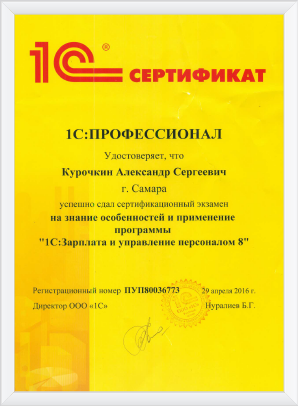 1С®
СЕРТИФИКАТ
1С:ПРОФЕССИОНАЛ
Удостоверяет, что
Курочкин Александр Сергеевич
г. Самара
успешно сдал сертификационный экзамен
на знание особенностей и применение
программы
"1С:Зарплата и управление персоналом 8"
Регистрационный номер ПУП80036773 29 апреля 2016 г.
Директор ООО «1С» Нуралиев Б.Г.